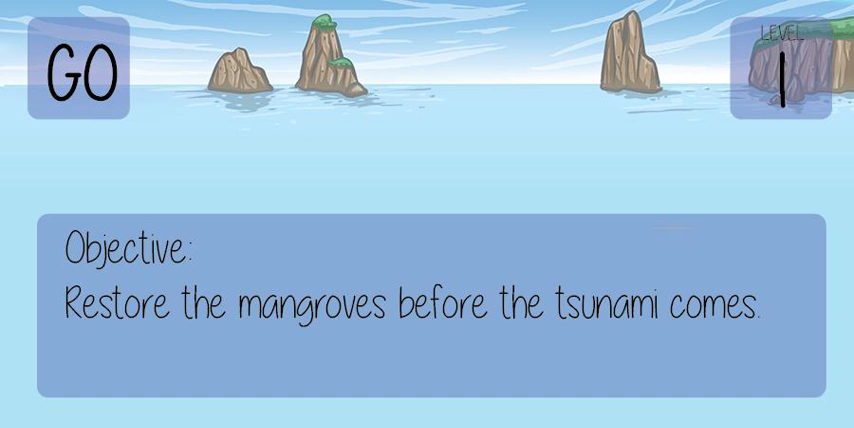 GO
LEVEL
1
Objective:
Restore the mangroves before the tsunami comes.